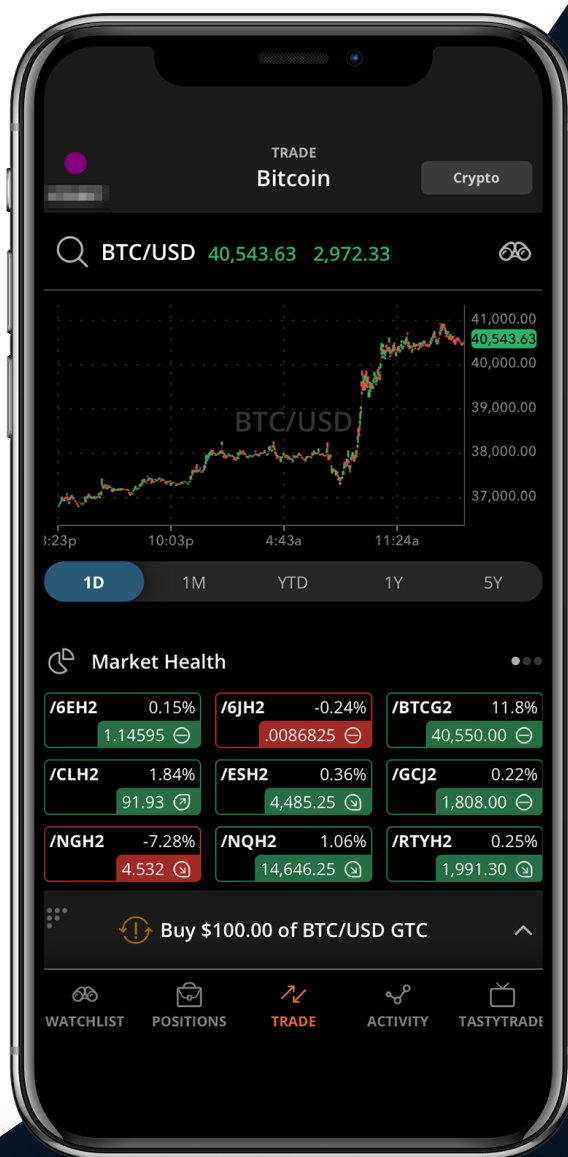 TRADE
Bitcoin
Crypto
BTC/USD 40,543.63 2,972.33
41,000.00
40,543.63
40,000.00
39,000.00
BTC/USD
38,000.00
37,000.00
:23p 10:03p 4:43a 11:24a
1D 1M YTD 1Y 5Y
Market Health
/6EH2 0.15% /6JH2 -0.24% /BTCG2 11.8%
1.14595 .0086825 40,550.00
/CLH2 1.84% /ESH2 0.36% /GCJ2 0.22%
91.93 4,485.25 1,808.00
/NGH2 -7.28% /NQH2 1.06% /RTYH2 0.25%
4.532 14,646.25 1,991.30
Buy $100.00 of BTC/USD GTC
WATCHLIST POSITIONS TRADE ACTIVITY TASTYTRADE